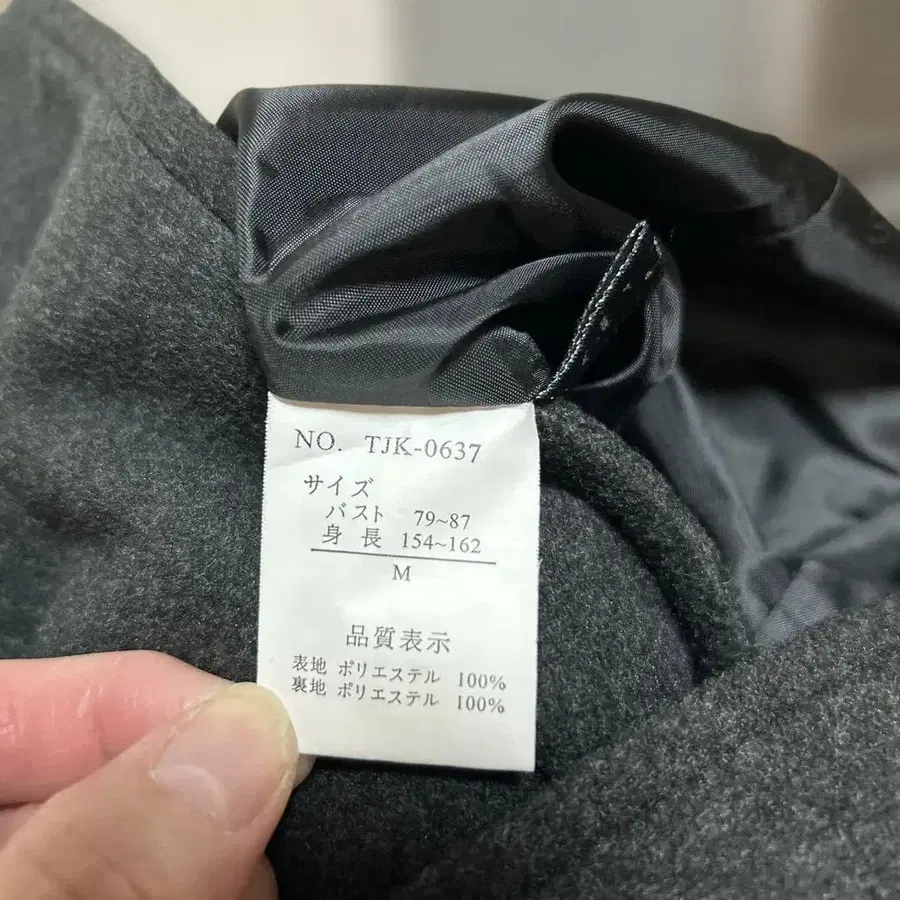 NO. TJK-0637
サイズ
バスト 79~87
身長 154~162
M
品質表示
表地 ポリエステル 100%
裏地 ポリエステル 100%